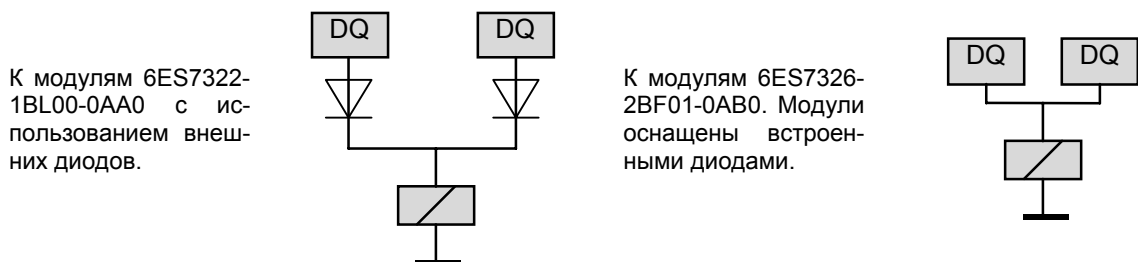 DQ DQ
К модулям 6ES7322-
1BL00-0AA0 с ис-
пользованием внеш-
них диодов.
К модулям 6ES7326-
2BF01-0AB0. Модули
оснащены встроен-
ными диодами.
DQ DQ